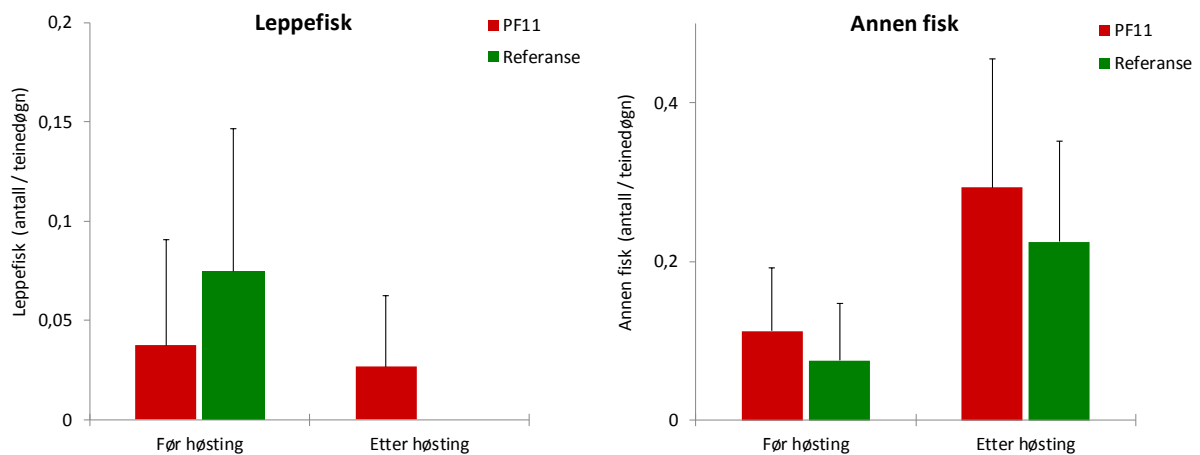 Leppefisk
PF11
Referanse
Leppefisk (antall / teinedøgn)
0,2
0,15
0,1
0,05
0
Før høsting
Etter høsting
Annen fisk
PF11
Referanse
Annen fisk (antall / teinedøgn)
0,4
0,2
0
Før høsting
Etter høsting